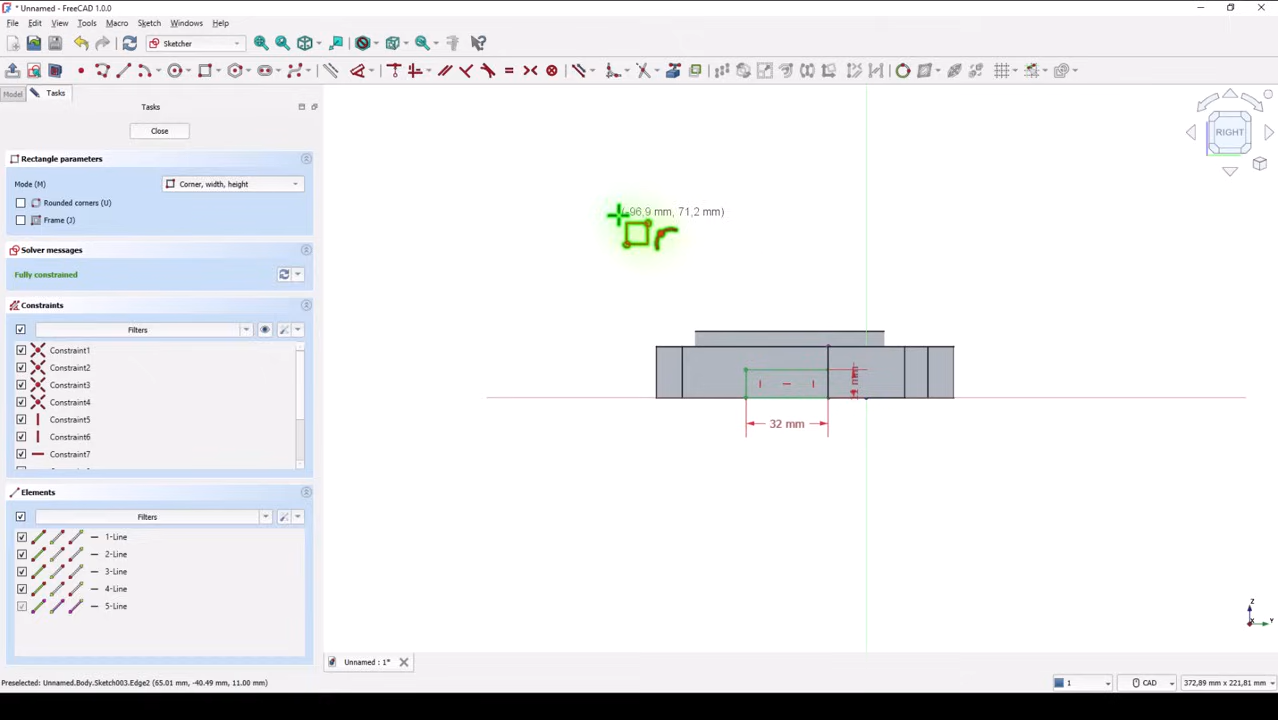 * Unnamed - FreeCAD 1.0.0
File Edit View Tools Macro Sketch Windows Help
Sketcher
Model Tasks
Tasks
Close
Rectangle parameters
Mode (M) Corner, width, height
Rounded corners (U)
Frame (J)
Solver messages
Fully constrained
Constraints
Filters
Constraint1
Constraint2
Constraint3
Constraint4
Constraint5
Constraint6
Constraint7
Elements
Filters
1-Line
2-Line
3-Line
4-Line
5-Line
(-96,9 mm, 71,2 mm)
RIGHT
32 mm
Z
Y
X
Unnamed : 1*
Preselected: Unnamed.Body.Sketch003.Edge2 (65.01 mm, -40.49 mm, 11.00 mm)
1 CAD 372,89 mm x 221,81 mm